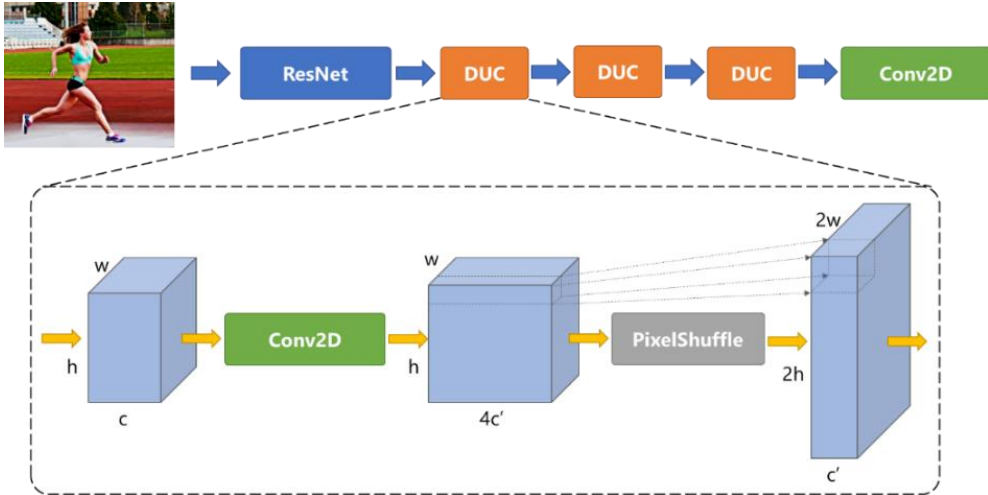 ResNet
DUC
DUC
DUC
Conv2D
w
h
c
Conv2D
w
h
4c′
PixelShuffle
2w
2h
c′